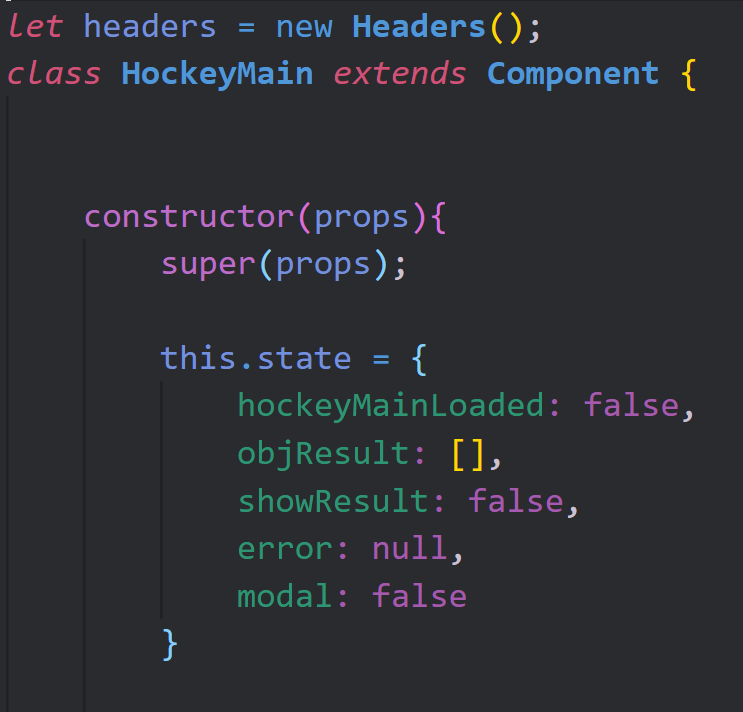 let headers = new Headers();
class HockeyMain extends Component {
constructor(props){
super(props);
this.state = {
hockeyMainLoaded: false,
objResult: [],
showResult: false,
error: null,
modal: false
}